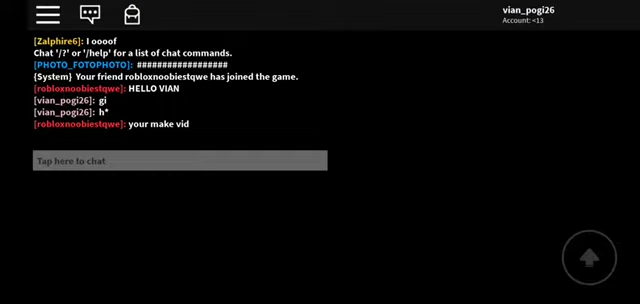 vian_pogi26
Account: <13
[Zalphire6]: I oooof
Chat '/?' or '/help' for a list of chat commands.
[PHOTO_FOTOPHOTO]: ##################
{System} Your friend robloxnoobiestqwe has joined the game.
[robloxnoobiestqwe]: HELLO VIAN
[vian_pogi26]: gi
[vian_pogi26]: h*
[robloxnoobiestqwe]: your make vid
Tap here to chat